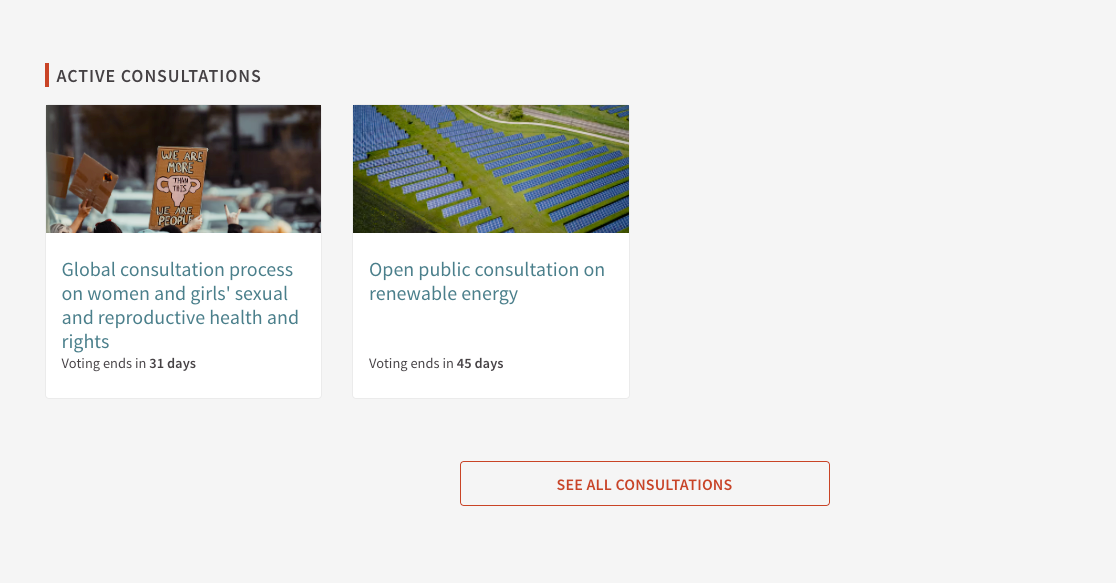 ACTIVE CONSULTATIONS
WE ARE
MORE
THAN
THIS
WE ARE
PEOPLE
Global consultation process
on women and girls' sexual
and reproductive health and
rights
Voting ends in 31 days
Open public consultation on
renewable energy
Voting ends in 45 days
SEE ALL CONSULTATIONS